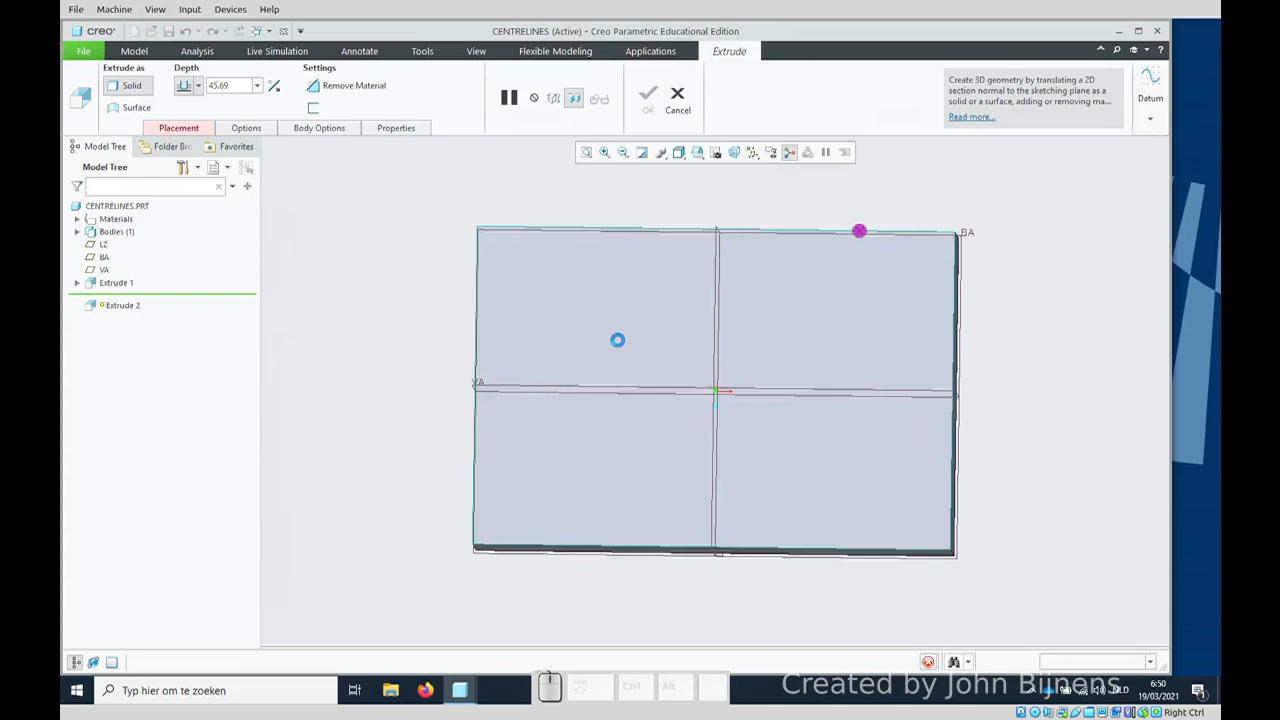 File Machine View Input Devices Help
creo CENTRELINES (Active) - Creo Parametric Educational Edition
File Model Analysis Live Simulation Annotate Tools View Flexible Modeling Applications Extrude
Extrude as Depth Settings
Solid 45.69 Remove Material
Surface
OK Cancel
Create 3D geometry by translating a 2D
section normal to the sketching plane as a
solid or a surface, adding or removing ma...
Read more...
Datum
Placement Options Body Options Properties
Model Tree Folder Brc Favorites
Model Tree
CENTRELINES.PRT
Materials
Bodies (1)
LZ
BA
VA
Extrude 1
Extrude 2
BA
VA
Typ hier om te zoeken
Ctrl Alt
Created by John Bijnens
NLD
6:50
19/03/2021
Right Ctrl